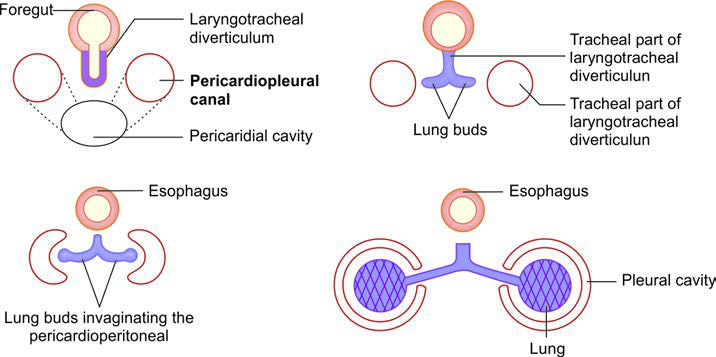 Foregut
Laryngotracheal
diverticulum
Pericardiopleural
canal
Pericaridial cavity
Tracheal part of
laryngotracheal
diverticulun
Tracheal part of
laryngotracheal
diverticulun
Lung buds
Esophagus
Lung buds invaginating the
pericardioperitoneal
Esophagus
Pleural cavity
Lung